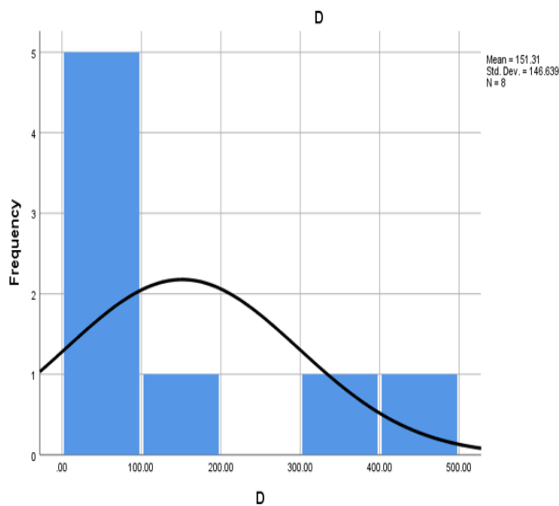 D
Mean = 151.31
Std. Dev. = 146.639
N = 8
Frequency
5
4
3
2
1
0
.00 100.00 200.00 300.00 400.00 500.00
D